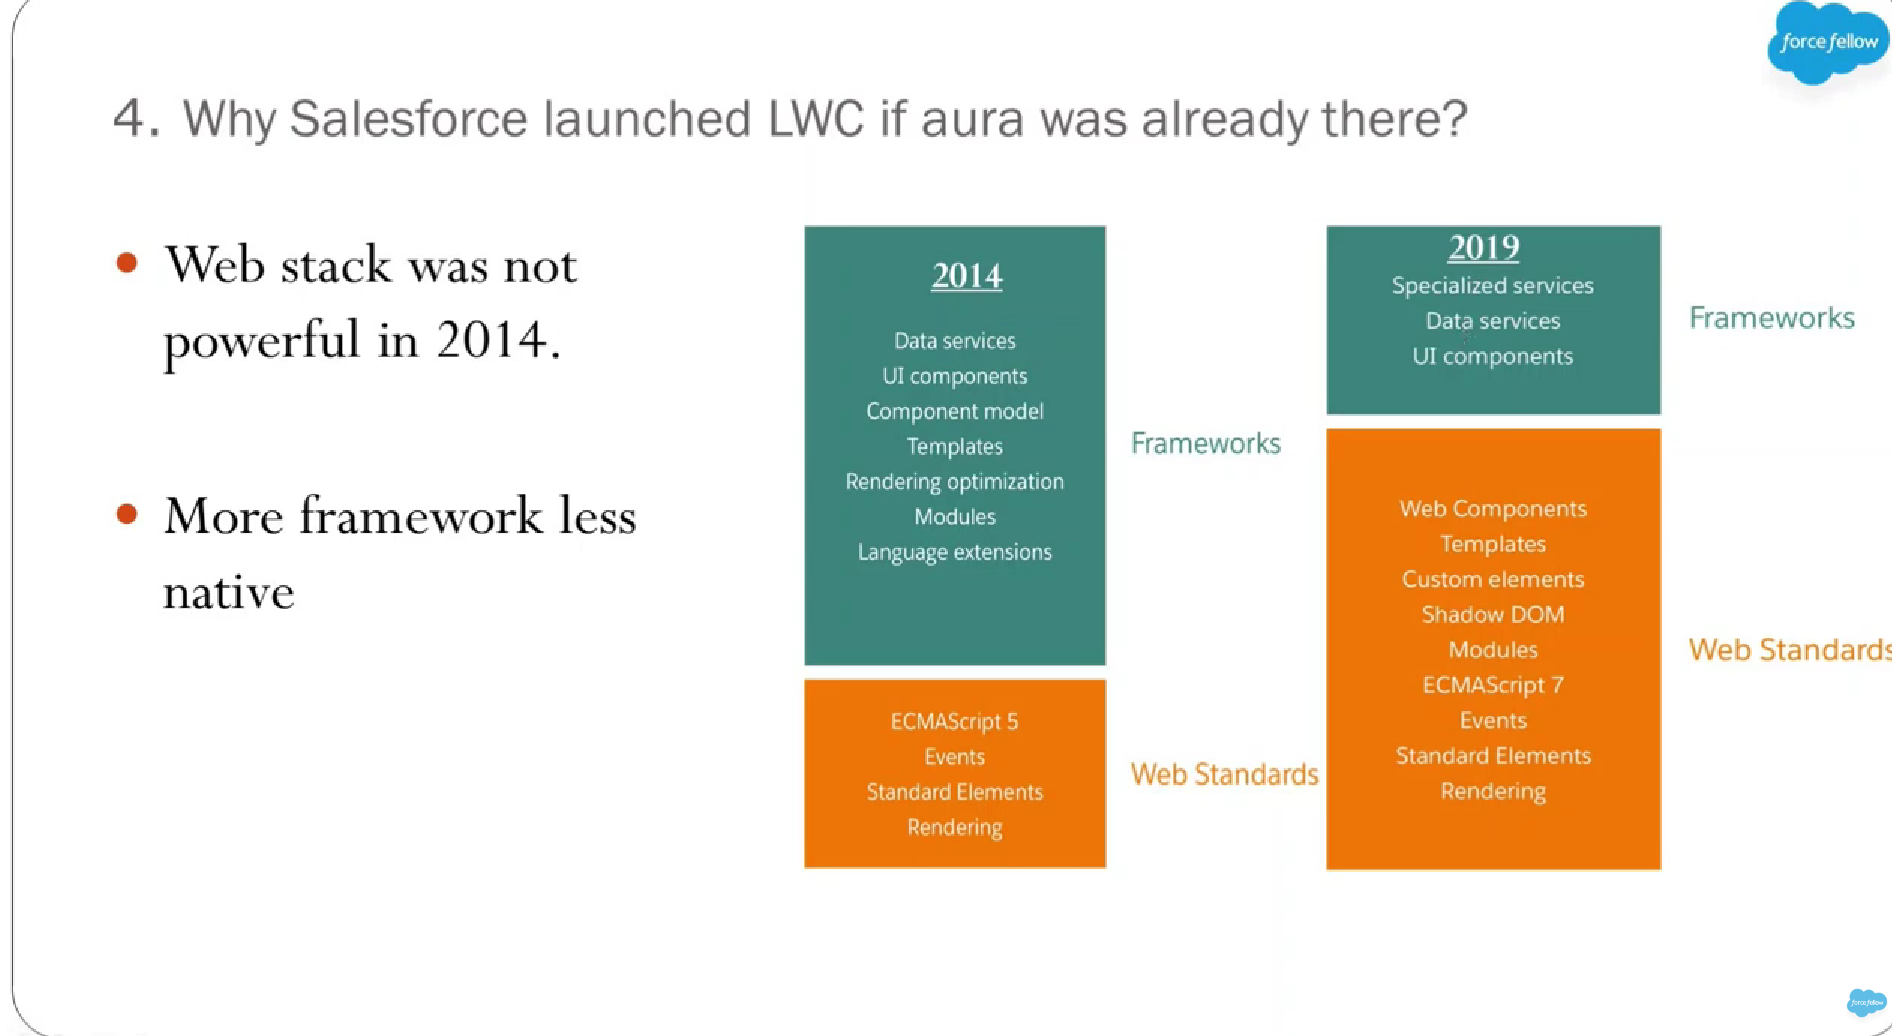 force fellow
4. Why Salesforce launched LWC if aura was already there?
• Web stack was not
powerful in 2014.
• More framework less
native
2014
Data services
UI components
Component model
Templates
Rendering optimization
Modules
Language extensions
Frameworks
ECMAScript 5
Events
Standard Elements
Rendering
Web Standards
2019
Specialized services
Data services
UI components
Frameworks
Web Components
Templates
Custom elements
Shadow DOM
Modules
ECMAScript 7
Events
Standard Elements
Rendering
Web Standards
force fellow